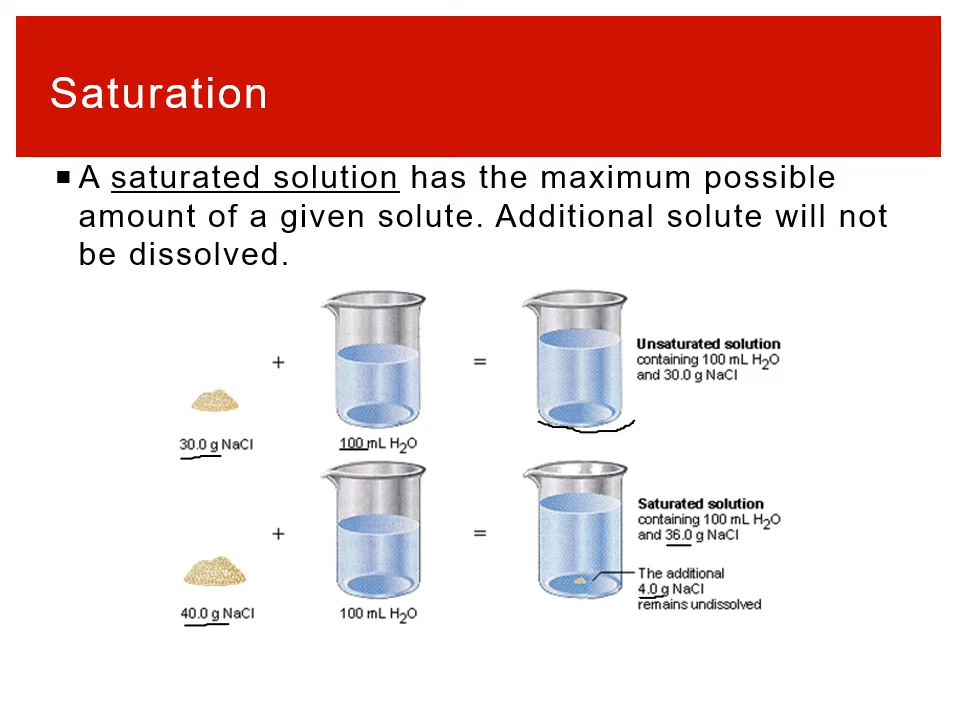 Saturation
▪ A saturated solution has the maximum possible
amount of a given solute. Additional solute will not
be dissolved.
+
=
Unsaturated solution
containing 100 mL H₂O
and 30.0 g NaCl
30.0 g NaCl
100 mL H₂O
+
=
Saturated solution
containing 100 mL H₂O
and 36.0 g NaCl
The additional
4.0 g NaCl
remains undissolved
40.0 g NaCl
100 mL H₂O